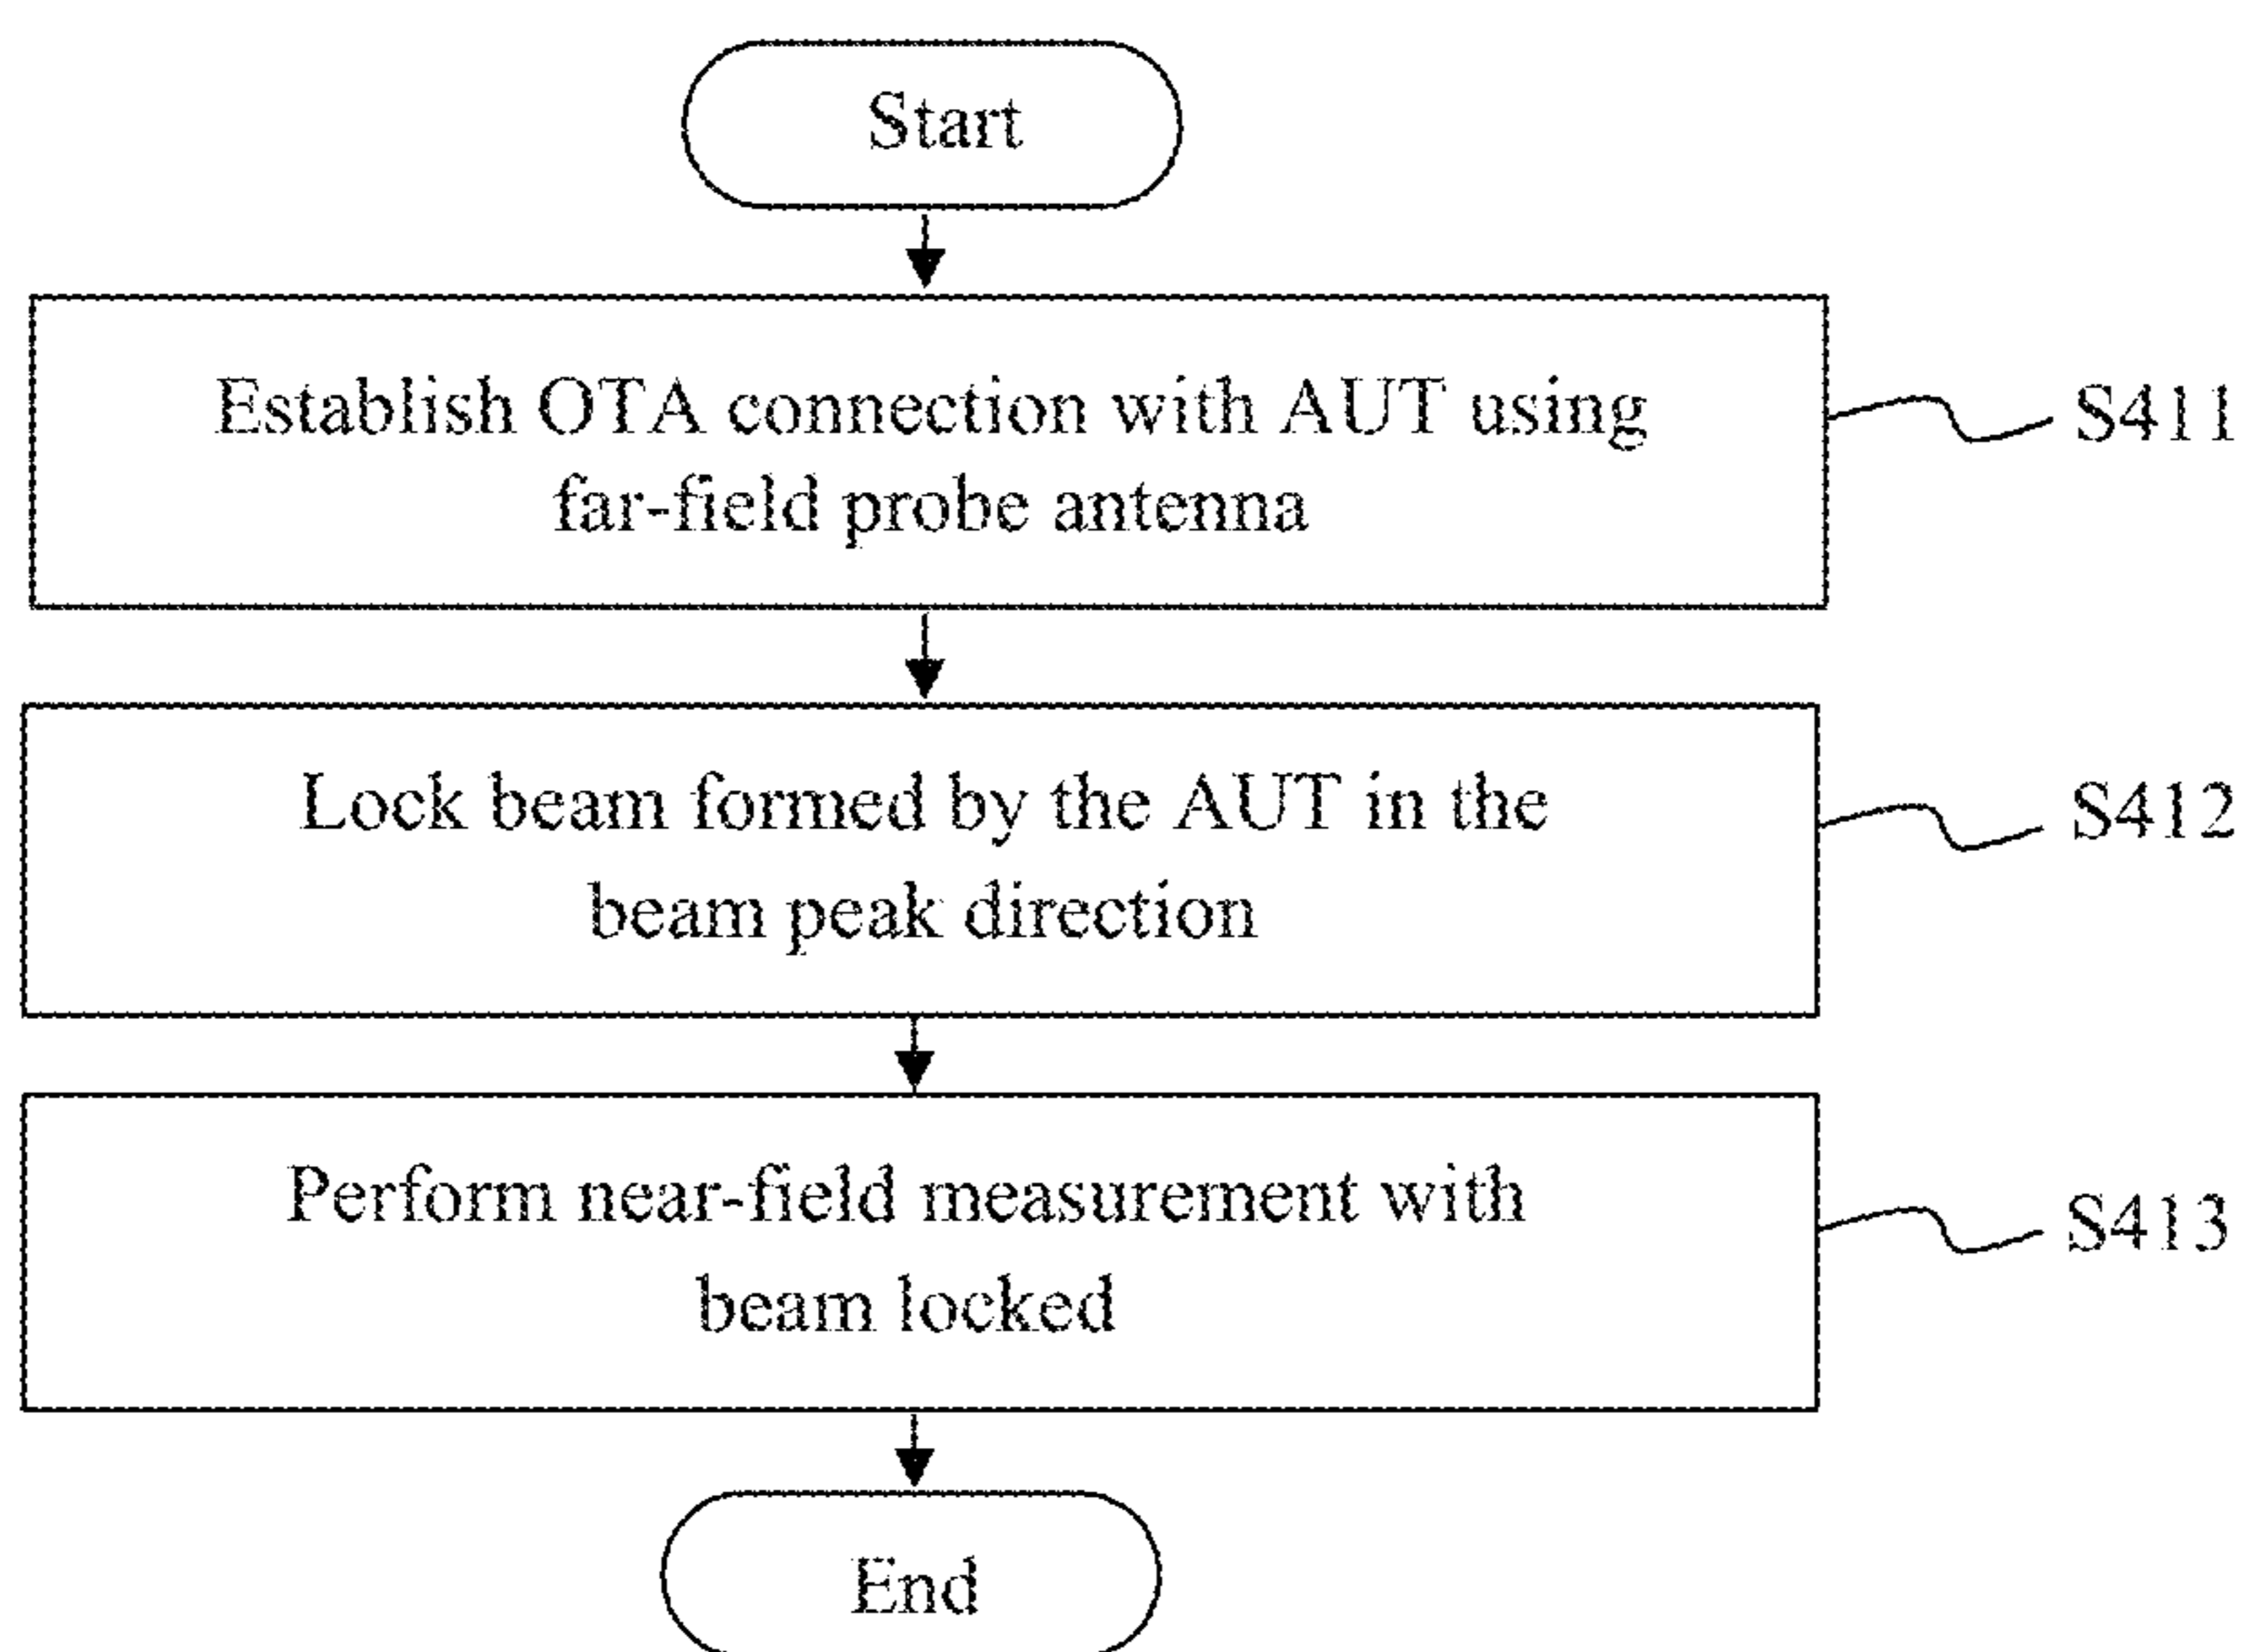 Start
Establish OTA connection with AUT using
far-field probe antenna
S411
Lock beam formed by the AUT in the
beam peak direction
S412
Perform near-field measurement with
beam locked
S413
End